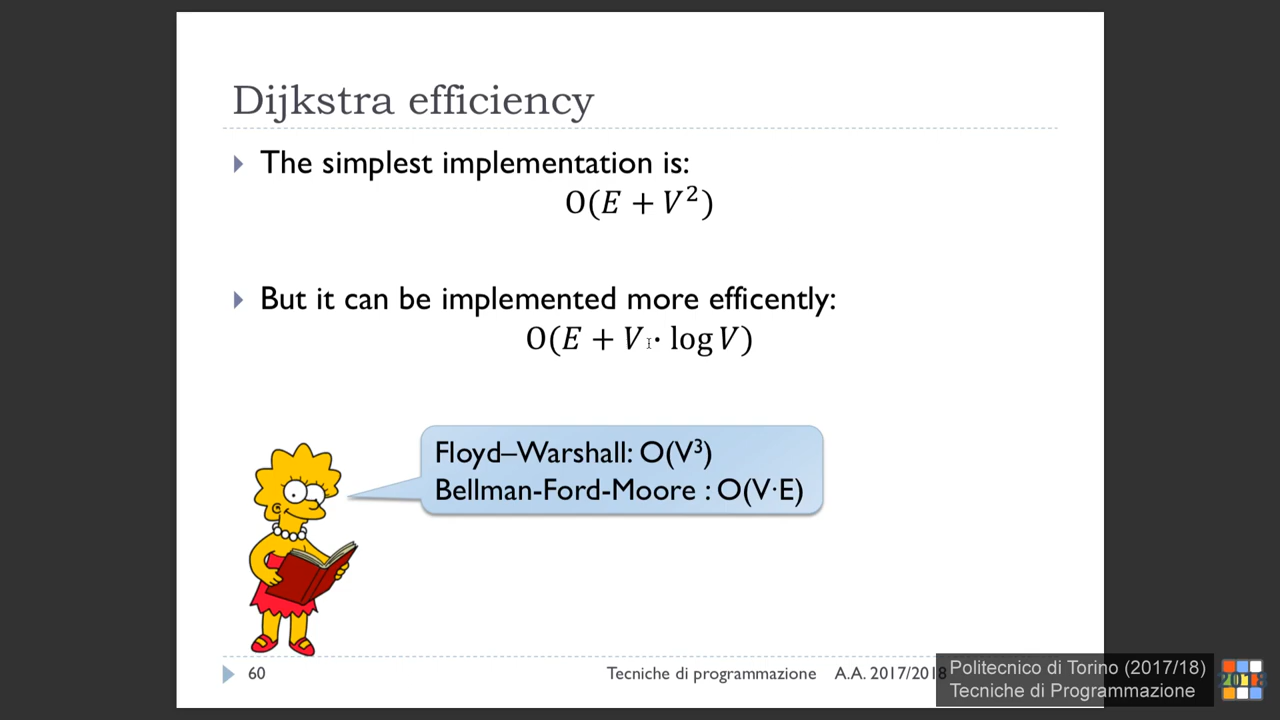 Dijkstra efficiency
The simplest implementation is:
O(E + V²)
But it can be implemented more efficently:
O(E + V · log V)
Floyd–Warshall: O(V³)
Bellman-Ford-Moore : O(V·E)
60
Tecniche di programmazione A.A. 2017/2018
Politecnico di Torino (2017/18)
Tecniche di Programmazione
2018